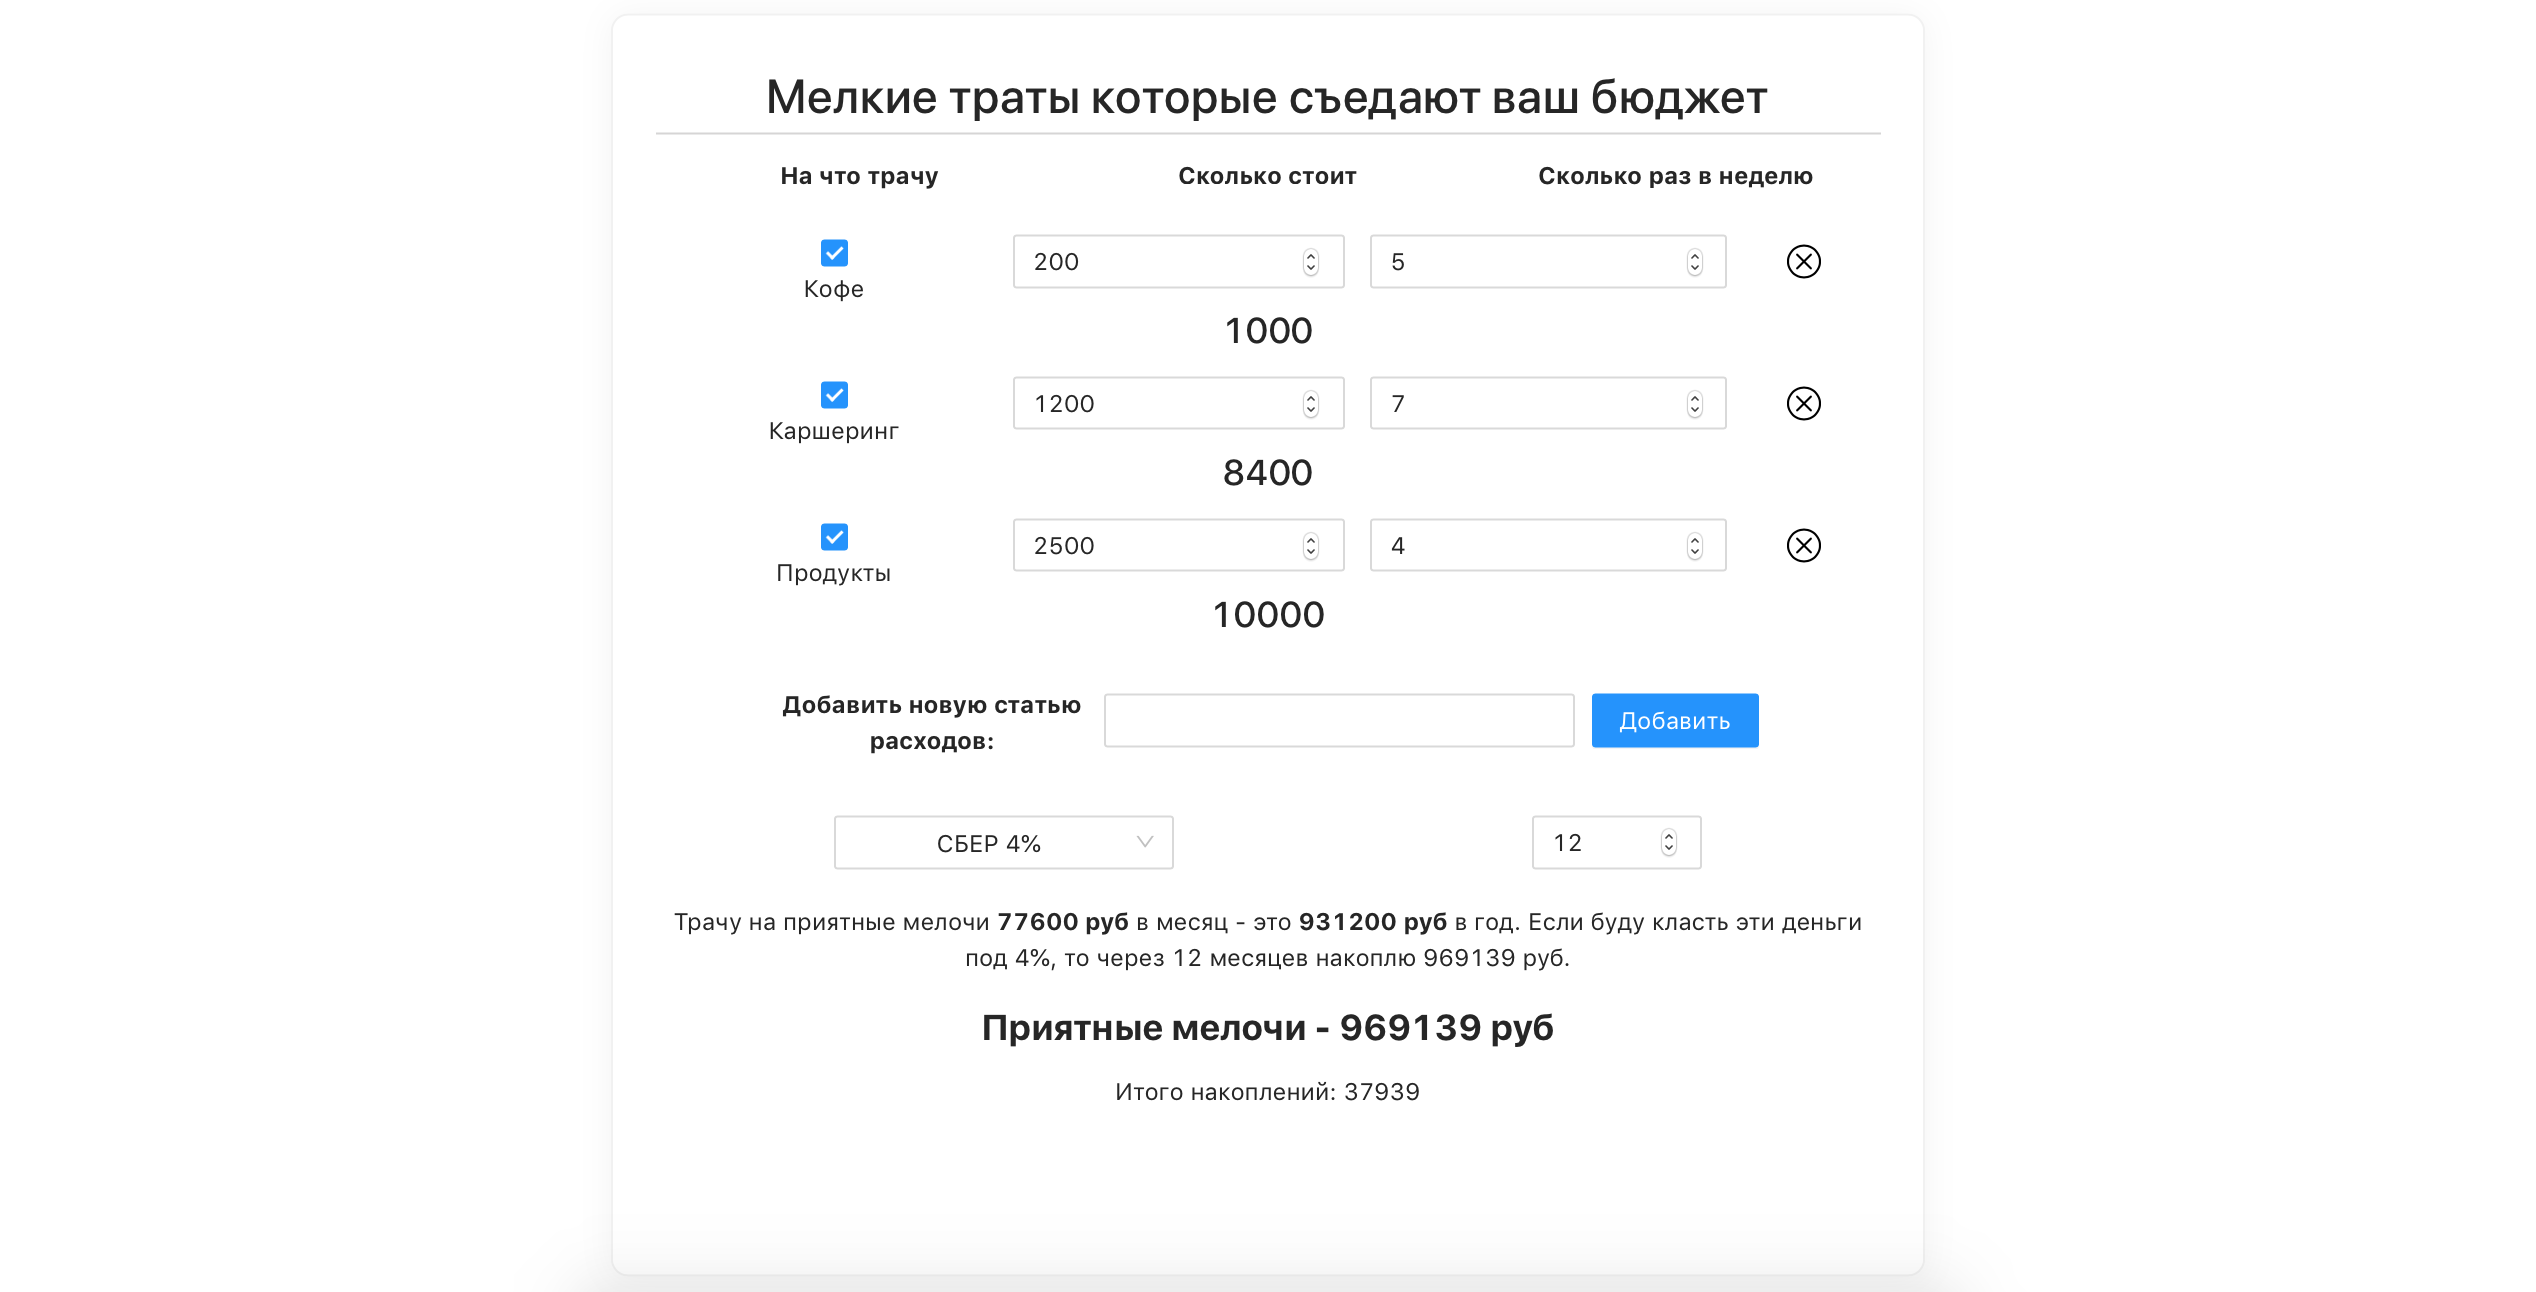 Мелкие траты которые съедают ваш бюджет
На что трачу Сколько стоит Сколько раз в неделю
Кофе 200 5
1000
Каршеринг 1200 7
8400
Продукты 2500 4
10000
Добавить новую статью
расходов:
Добавить
СБЕР 4% 12
Трачу на приятные мелочи 77600 руб в месяц - это 931200 руб в год. Если буду класть эти деньги
под 4%, то через 12 месяцев накоплю 969139 руб.
Приятные мелочи - 969139 руб
Итого накоплений: 37939